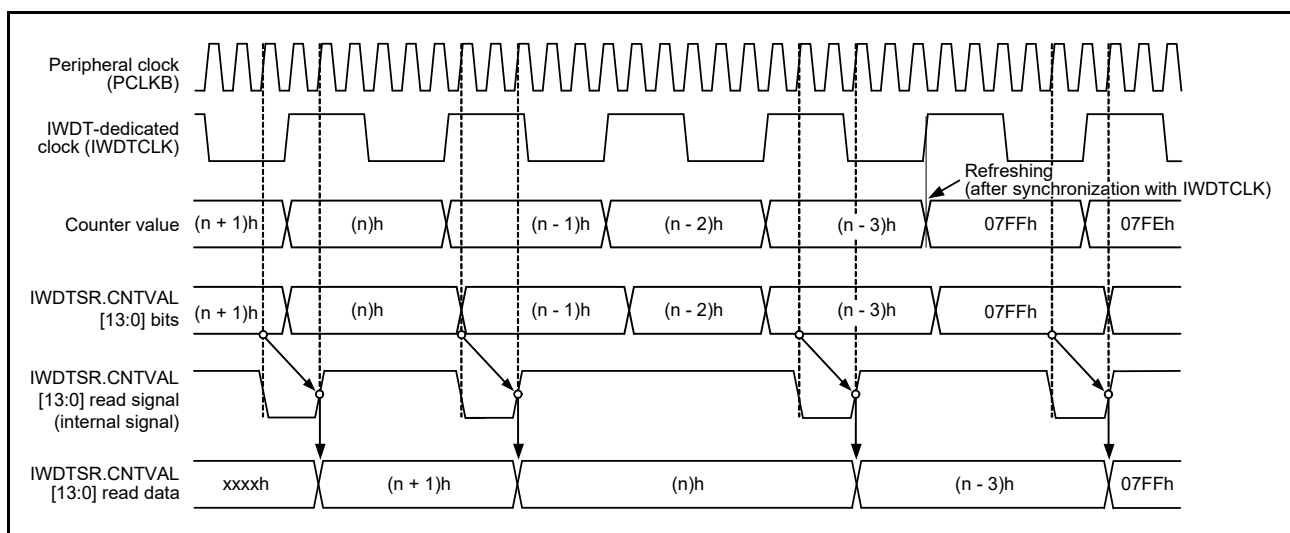 Peripheral clock
(PCLKB)
IWDT-dedicated
clock (IWDTCLK)
Refreshing
(after synchronization with IWDTCLK)
Counter value
(n + 1)h
(n)h
(n - 1)h
(n - 2)h
(n - 3)h
07FFh
07FEh
IWDTSR.CNTVAL
[13:0] bits
(n + 1)h
(n)h
(n - 1)h
(n - 2)h
(n - 3)h
07FFh
IWDTSR.CNTVAL
[13:0] read signal
(internal signal)
IWDTSR.CNTVAL
[13:0] read data
xxxxh
(n + 1)h
(n)h
(n - 3)h
07FFh